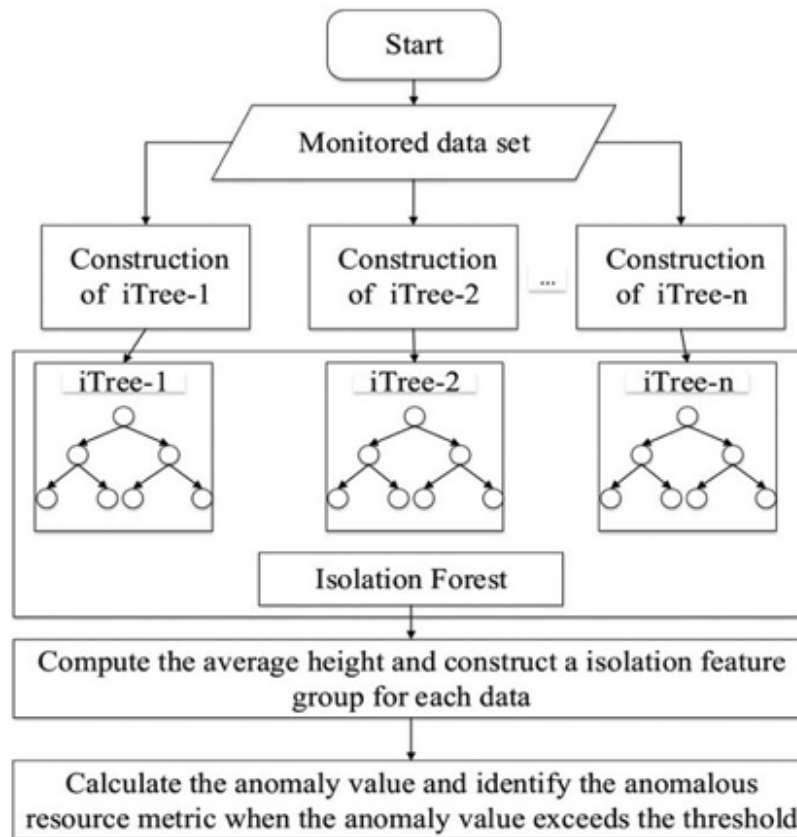 Start
Monitored data set
Construction
of iTree-1
Construction
of iTree-2
...
Construction
of iTree-n
iTree-1
iTree-2
iTree-n
Isolation Forest
Compute the average height and construct a isolation feature
group for each data
Calculate the anomaly value and identify the anomalous
resource metric when the anomaly value exceeds the threshold